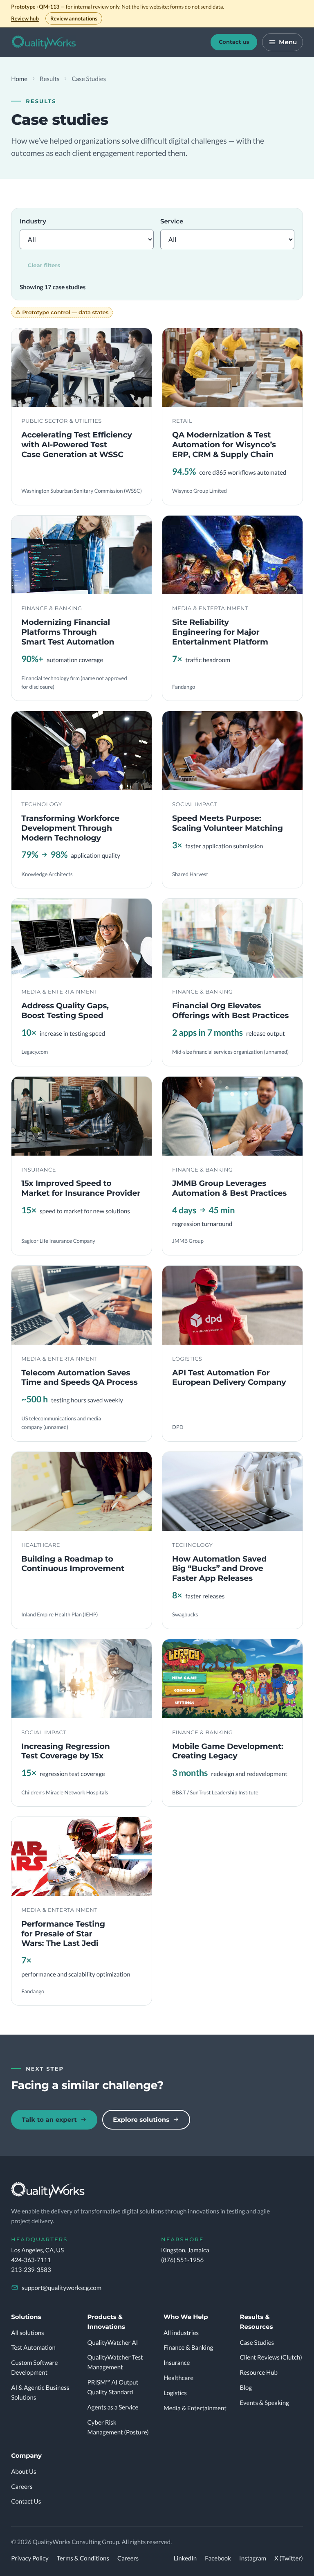 Prototype · QM-113 — for internal review only. Not the live website; forms do not send data.
Review hub
Review annotations
QualityWorks
Contact us
Menu
Home
Results
Case Studies
RESULTS
Case studies
How we've helped organizations solve difficult digital challenges — with the
outcomes as each client engagement reported them.
Industry
Service
All
All
Clear filters
Showing 17 case studies
⚠ Prototype control — data states
PUBLIC SECTOR & UTILITIES
Accelerating Test Efficiency
with AI-Powered Test
Case Generation at WSSC
Washington Suburban Sanitary Commission (WSSC)
RETAIL
QA Modernization & Test
Automation for Wisynco's
ERP, CRM & Supply Chain
94.5% core d365 workflows automated
Wisynco Group Limited
FINANCE & BANKING
Modernizing Financial
Platforms Through
Smart Test Automation
90%+ automation coverage
Financial technology firm (name not approved
for disclosure)
MEDIA & ENTERTAINMENT
Site Reliability
Engineering for Major
Entertainment Platform
7× traffic headroom
Fandango
TECHNOLOGY
Transforming Workforce
Development Through
Modern Technology
79% → 98% application quality
Knowledge Architects
SOCIAL IMPACT
Speed Meets Purpose:
Scaling Volunteer Matching
3× faster application submission
Shared Harvest
MEDIA & ENTERTAINMENT
Address Quality Gaps,
Boost Testing Speed
10× increase in testing speed
Legacy.com
FINANCE & BANKING
Financial Org Elevates
Offerings with Best Practices
2 apps in 7 months release output
Mid-size financial services organization (unnamed)
INSURANCE
15x Improved Speed to
Market for Insurance Provider
15× speed to market for new solutions
Sagicor Life Insurance Company
FINANCE & BANKING
JMMB Group Leverages
Automation & Best Practices
4 days → 45 min
regression turnaround
JMMB Group
MEDIA & ENTERTAINMENT
Telecom Automation Saves
Time and Speeds QA Process
~500 h testing hours saved weekly
US telecommunications and media
company (unnamed)
dpd
LOGISTICS
API Test Automation For
European Delivery Company
DPD
HEALTHCARE
Building a Roadmap to
Continuous Improvement
Inland Empire Health Plan (IEHP)
TECHNOLOGY
How Automation Saved
Big “Bucks” and Drove
Faster App Releases
8× faster releases
Swagbucks
SOCIAL IMPACT
Increasing Regression
Test Coverage by 15x
15× regression test coverage
Children's Miracle Network Hospitals
LEGACY
NEW GAME
CONTINUE
SETTINGS
FINANCE & BANKING
Mobile Game Development:
Creating Legacy
3 months redesign and redevelopment
BB&T / SunTrust Leadership Institute
MEDIA & ENTERTAINMENT
Performance Testing
for Presale of Star
Wars: The Last Jedi
7×
performance and scalability optimization
Fandango
NEXT STEP
Facing a similar challenge?
Talk to an expert →
Explore solutions →
QualityWorks
We enable the delivery of transformative digital solutions through innovations in testing and agile
project delivery.
HEADQUARTERS
Los Angeles, CA, US
424-363-7111
213-239-3583
NEARSHORE
Kingston, Jamaica
(876) 551-1956
support@qualityworkscg.com
Solutions
All solutions
Test Automation
Custom Software
Development
AI & Agentic Business
Solutions
Products &
Innovations
QualityWatcher AI
QualityWatcher Test
Management
PRISM™ AI Output
Quality Standard
Agents as a Service
Cyber Risk
Management (Posture)
Who We Help
All industries
Finance & Banking
Insurance
Healthcare
Logistics
Media & Entertainment
Results &
Resources
Case Studies
Client Reviews (Clutch)
Resource Hub
Blog
Events & Speaking
Company
About Us
Careers
Contact Us
© 2026 QualityWorks Consulting Group. All rights reserved.
Privacy Policy
Terms & Conditions
Careers
LinkedIn
Facebook
Instagram
X (Twitter)